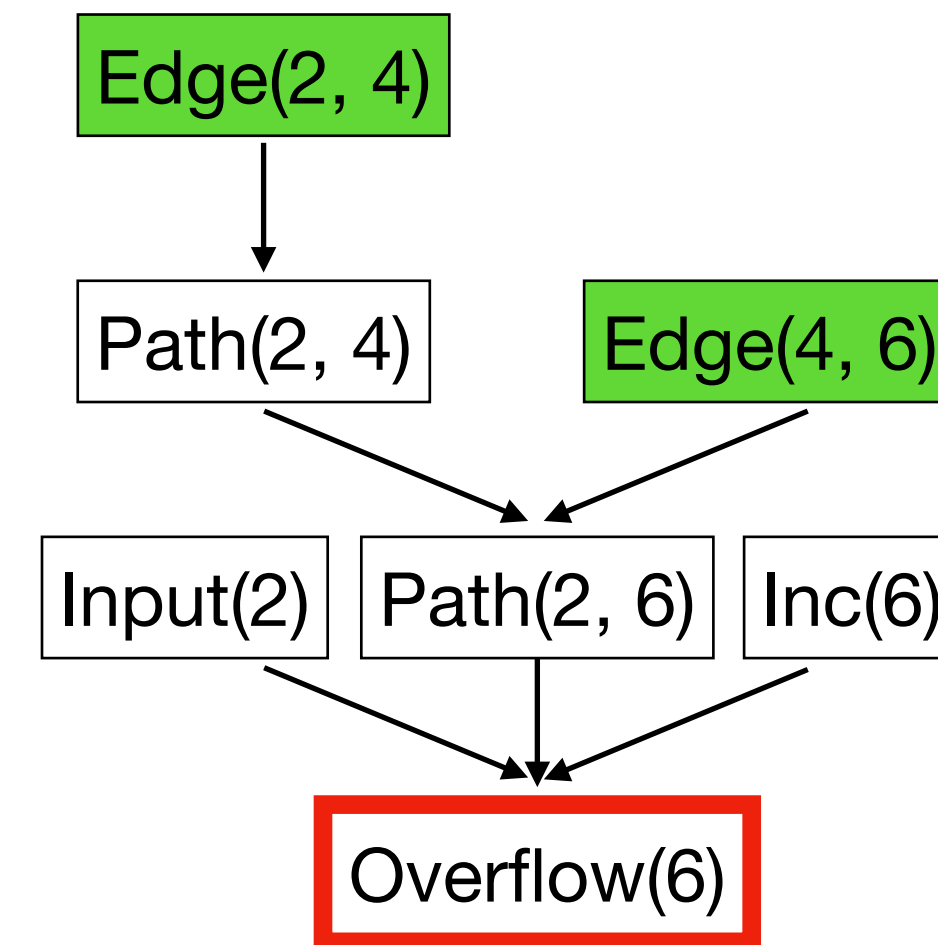 Edge(2, 4)
Path(2, 4)
Edge(4, 6)
Input(2)
Path(2, 6)
Inc(6)
Overflow(6)